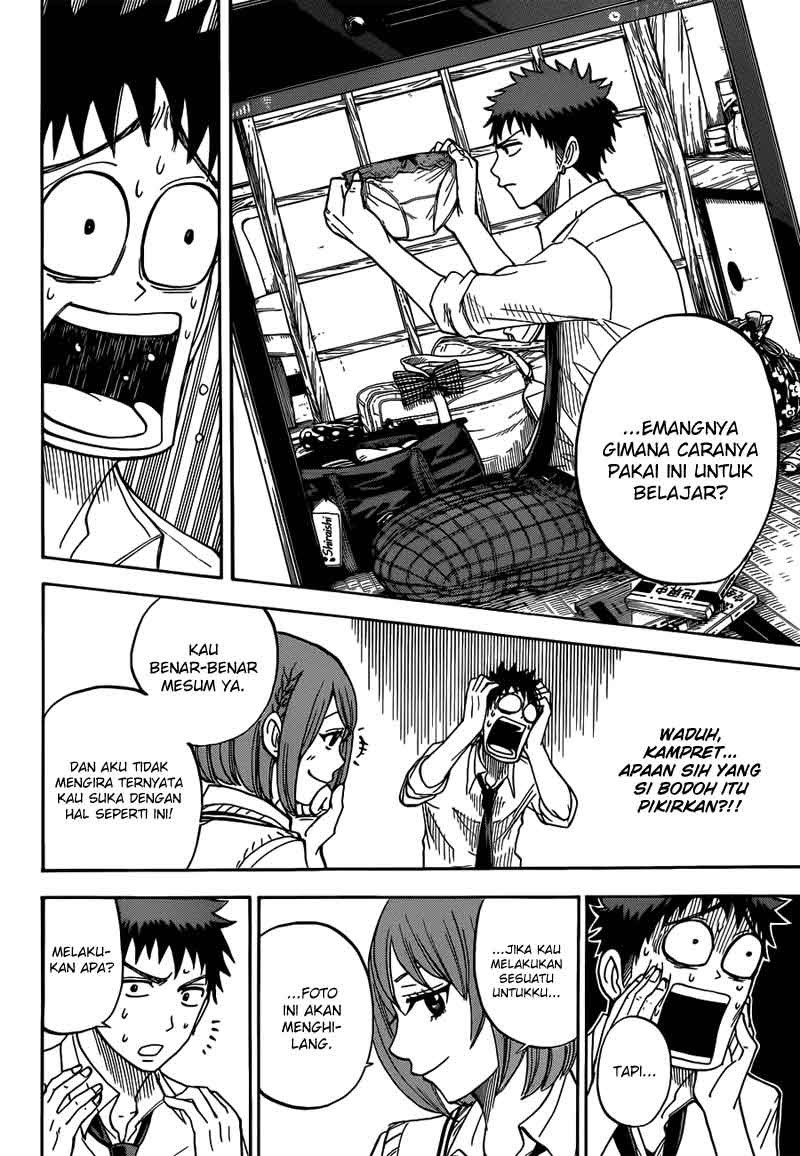 ...EMANGNYA
GIMANA CARANYA
PAKAI INI UNTUK
BELAJAR?
Shiraishi
WADUH,
KAMPRET...
APAAN SIH YANG
SI BODOH ITU
PIKIRKAN?!!
KAU
BENAR-BENAR
MESUM YA.
DAN AKU TIDAK
MENGIRA TERNYATA
KAU SUKA DENGAN
HAL SEPERTI INI!
TAPI...
...JIKA KAU
MELAKUKAN
SESUATU
UNTUKKU...
...FOTO
INI AKAN
MENGHI-
LANG.
MELAKU-
KAN APA?